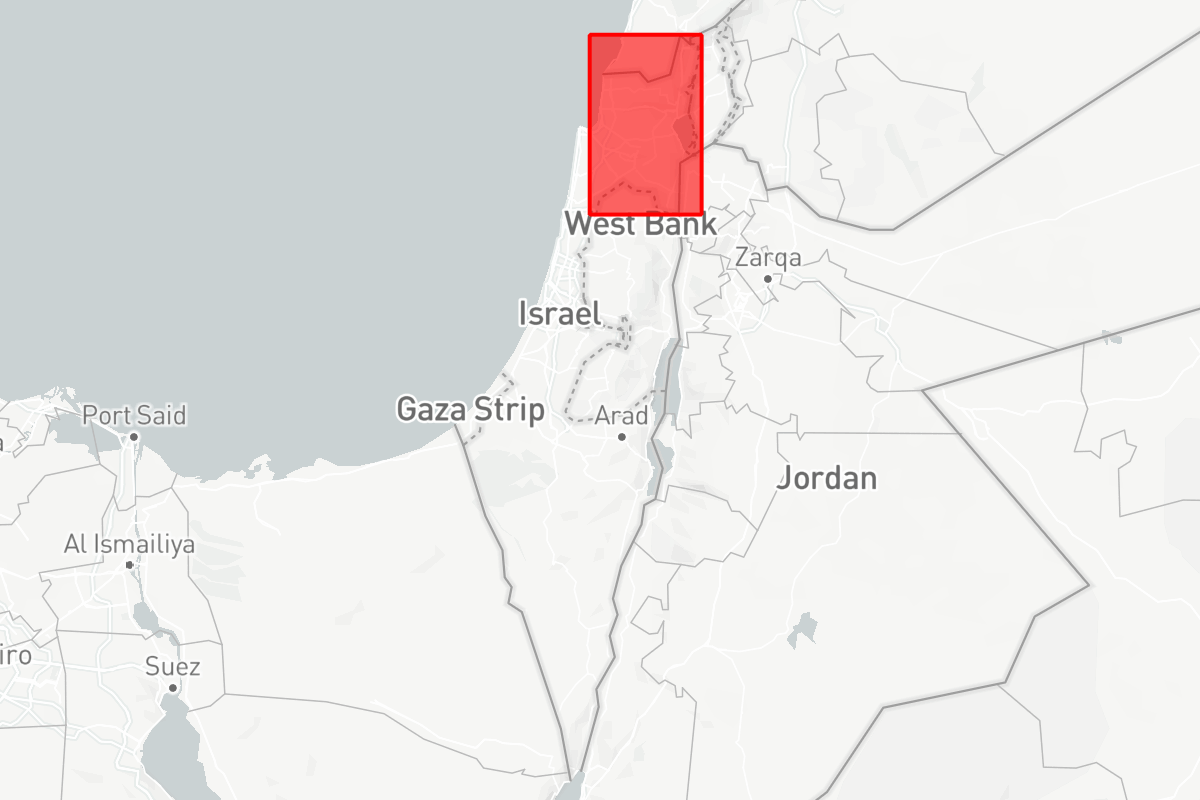 West Bank
Zarqa
Israel
Gaza Strip
Arad
Port Said
a
Jordan
Al Ismailiya
iro
Suez